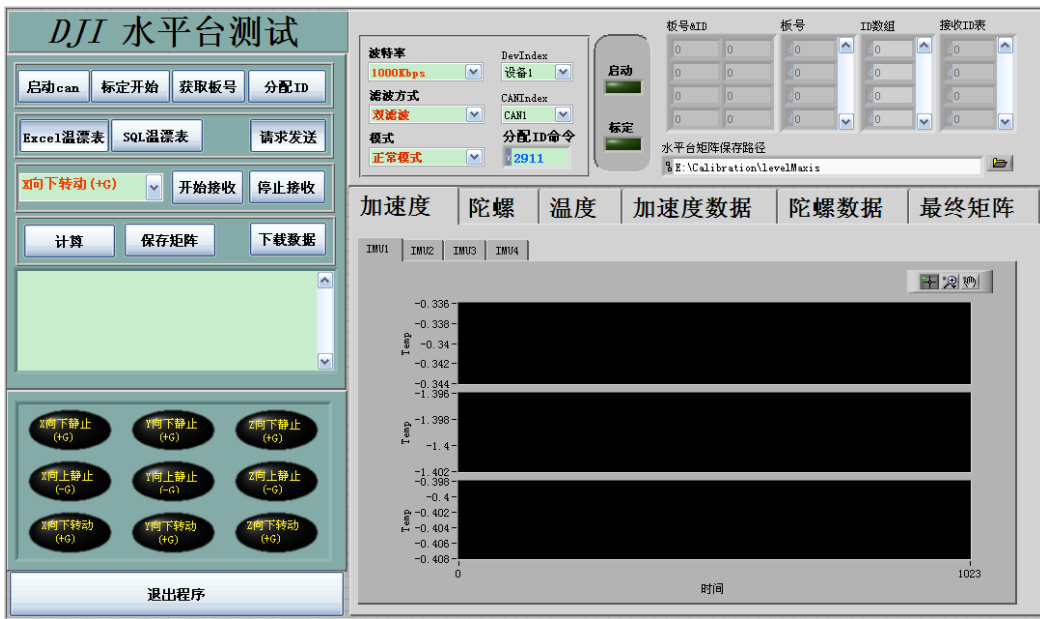 DJI 水平台测试
启动can 标定开始 获取板号 分配ID
Excel温漂表 SQL温漂表 请求发送
X向下转动(+G) 开始接收 停止接收
计算 保存矩阵 下载数据
X向下静止 (+G)
Y向下静止 (+G)
Z向下静止 (+G)
X向上静止 (-G)
Y向上静止 (-G)
Z向上静止 (-G)
X向下转动 (+G)
Y向下转动 (+G)
Z向下转动 (+G)
退出程序
波特率 DevIndex
1000Kbps 设备1
滤波方式 CANIndex
双滤波 CAN1
模式 分配ID命令
正常模式 x 2911
启动
标定
板号&ID 板号 ID数组 接收ID表
0 0 0 0 0
0 0 0 0 0
0 0 0 0 0
0 0 0 0 0
水平台矩阵保存路径
E:\Calibration\levelMaxis
加速度 陀螺 温度 加速度数据 陀螺数据 最终矩阵
IMU1 IMU2 IMU3 IMU4
-0.336
-0.338
-0.34
-0.342
-0.344
Temp
-1.396
-1.398
-1.4
-1.402
Temp
-0.398
-0.4
-0.402
-0.404
-0.406
-0.408
Temp
0 1023
时间